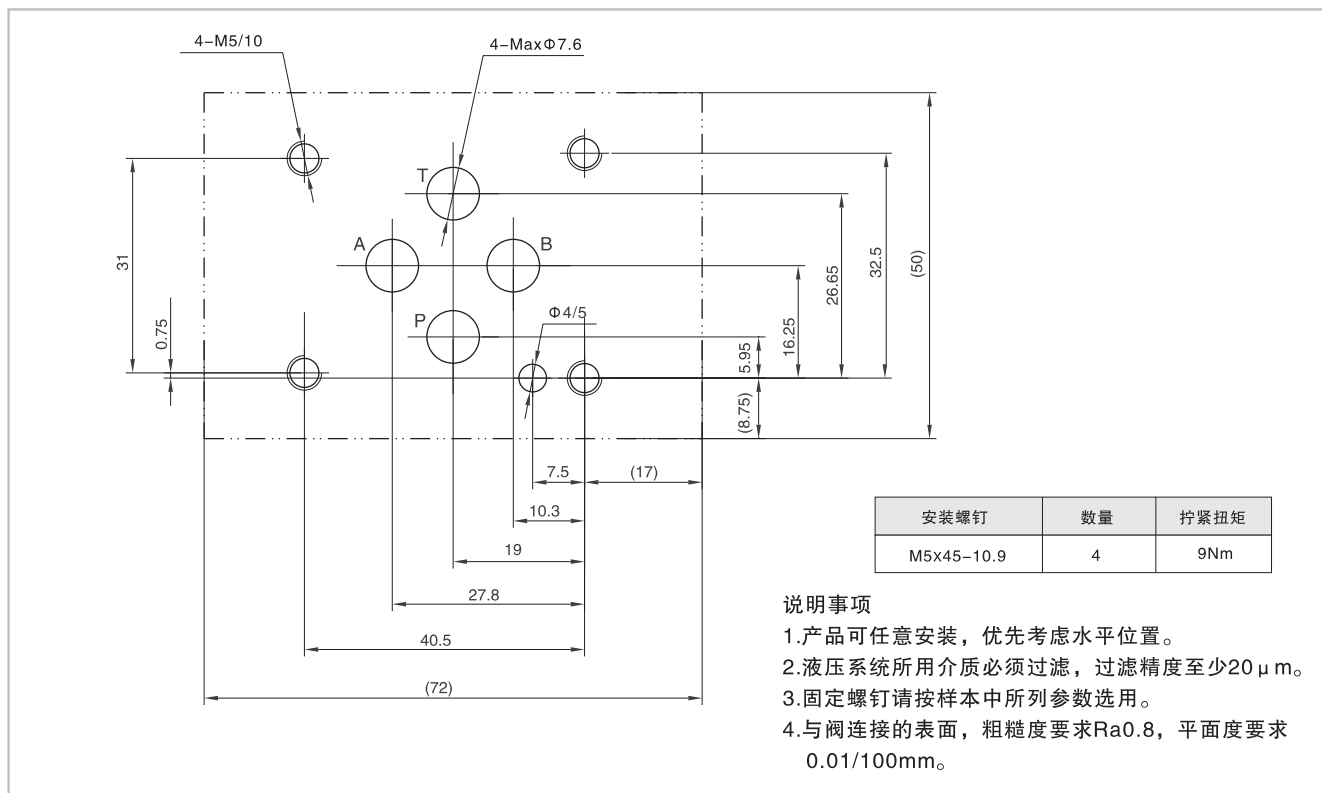 4-M5/10
4-MaxΦ7.6
T
A
B
P
Φ4/5
31
0.75
5.95
16.25
26.65
32.5
(50)
(8.75)
7.5
(17)
10.3
19
27.8
40.5
(72)
安装螺钉 数量 拧紧扭矩
M5x45-10.9 4 9Nm
说明事项
1.产品可任意安装，优先考虑水平位置。
2.液压系统所用介质必须过滤，过滤精度至少20μm。
3.固定螺钉请按样本中所列参数选用。
4.与阀连接的表面，粗糙度要求Ra0.8，平面度要求
0.01/100mm。